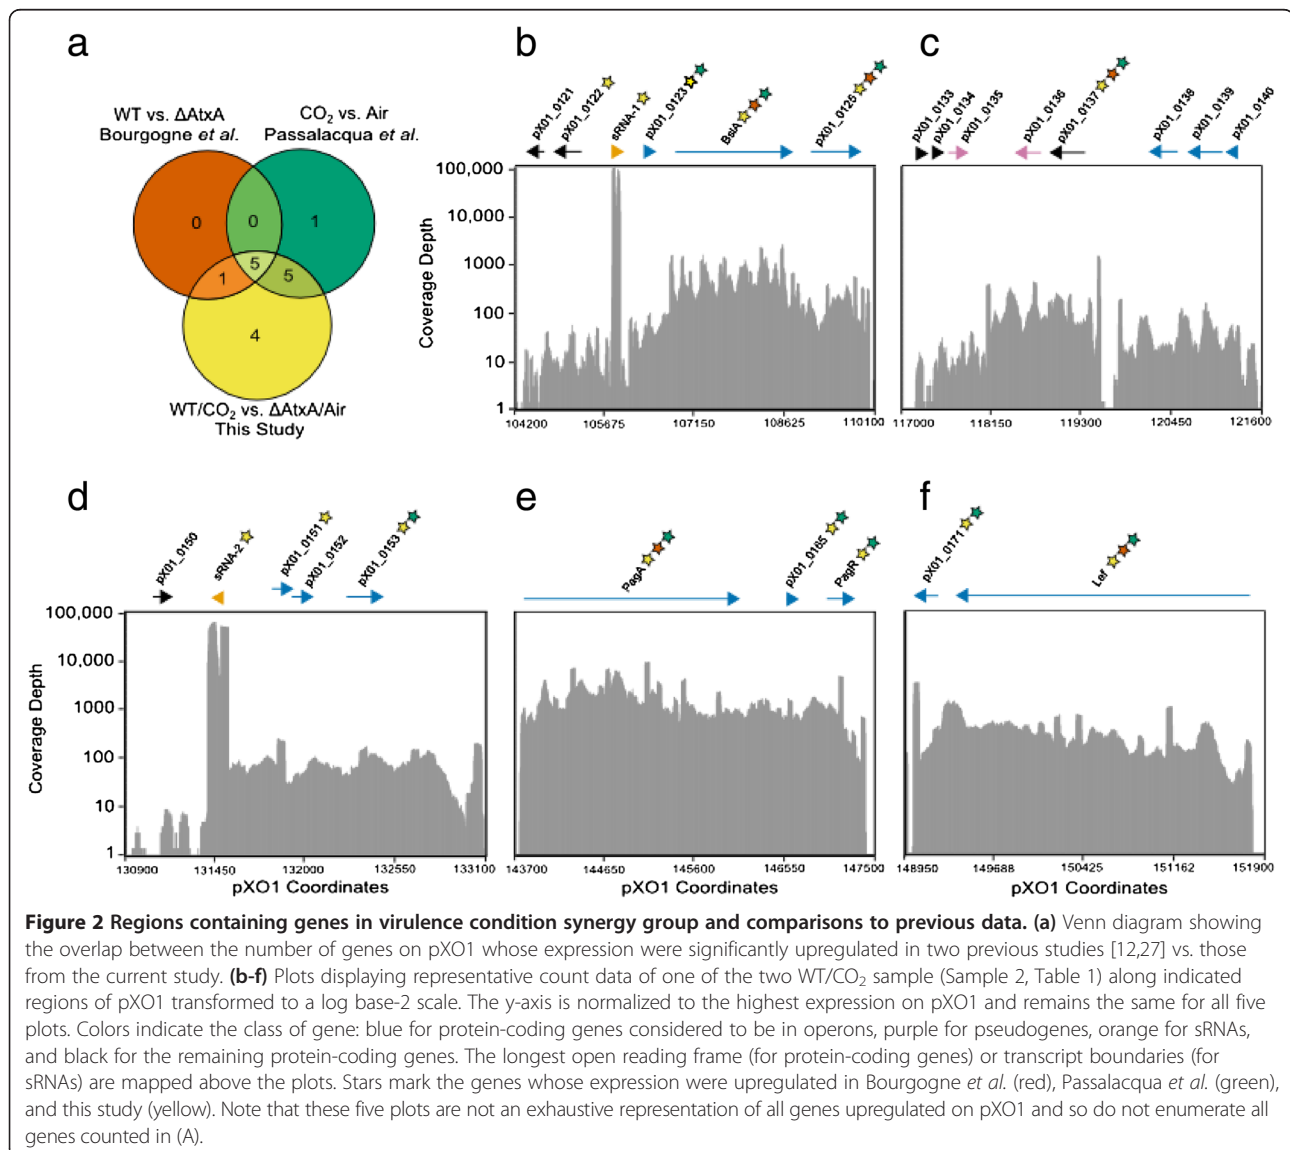 a
WT vs. ΔAtxA
Bourgogne et al.
CO2 vs. Air
Passalacqua et al.
0
0
1
5
1
5
4
WT/CO2 vs. ΔAtxA/Air
This Study
b
pX01_0121
pX01_0122
sRNA-1
pX01_0123
BslA
pX01_0125
Coverage Depth
100,000
10,000
1000
100
10
1
104200
105675
107150
108625
110100
c
pX01_0133
pX01_0134
pX01_0135
pX01_0136
pX01_0137
pX01_0138
pX01_0139
pX01_0140
117000
118150
119300
120450
121600
d
pX01_0150
sRNA-2
pX01_0151
pX01_0152
pX01_0153
Coverage Depth
100,000
10,000
1000
100
10
1
130900
131450
132000
132550
133100
pXO1 Coordinates
e
PagA
pX01_0165
PagR
143700
144650
145600
146550
147500
pXO1 Coordinates
f
pX01_0171
Lef
148950
149688
150425
151162
151900
pXO1 Coordinates
Figure 2 Regions containing genes in virulence condition synergy group and comparisons to previous data. (a) Venn diagram showing
the overlap between the number of genes on pXO1 whose expression were significantly upregulated in two previous studies [12,27] vs. those
from the current study. (b-f) Plots displaying representative count data of one of the two WT/CO2 sample (Sample 2, Table 1) along indicated
regions of pXO1 transformed to a log base-2 scale. The y-axis is normalized to the highest expression on pXO1 and remains the same for all five
plots. Colors indicate the class of gene: blue for protein-coding genes considered to be in operons, purple for pseudogenes, orange for sRNAs,
and black for the remaining protein-coding genes. The longest open reading frame (for protein-coding genes) or transcript boundaries (for
sRNAs) are mapped above the plots. Stars mark the genes whose expression were upregulated in Bourgogne et al. (red), Passalacqua et al. (green),
and this study (yellow). Note that these five plots are not an exhaustive representation of all genes upregulated on pXO1 and so do not enumerate all
genes counted in (A).